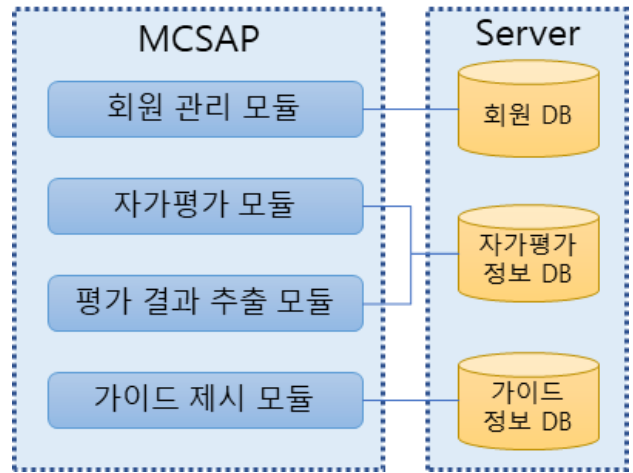 MCSAP
회원 관리 모듈
자가평가 모듈
평가 결과 추출 모듈
가이드 제시 모듈
Server
회원 DB
자가평가
정보 DB
가이드
정보 DB